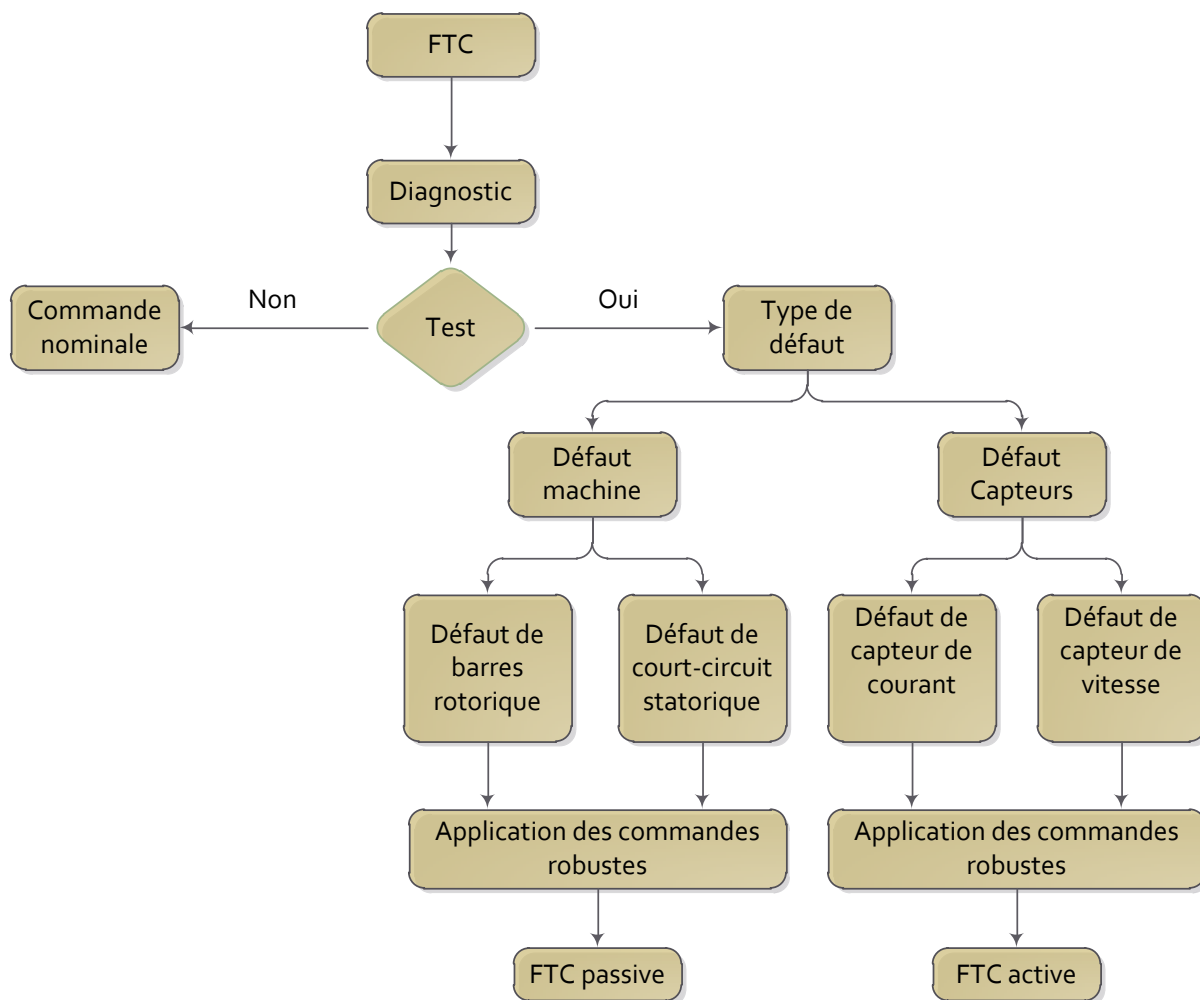 FTC
Diagnostic
Non
Oui
Commande
nominale
Test
Type de
défaut
Défaut
machine
Défaut
Capteurs
Défaut de
barres
rotorique
Défaut de
court-circuit
statorique
Défaut de
capteur de
courant
Défaut de
capteur de
vitesse
Application des commandes
robustes
Application des commandes
robustes
FTC passive
FTC active